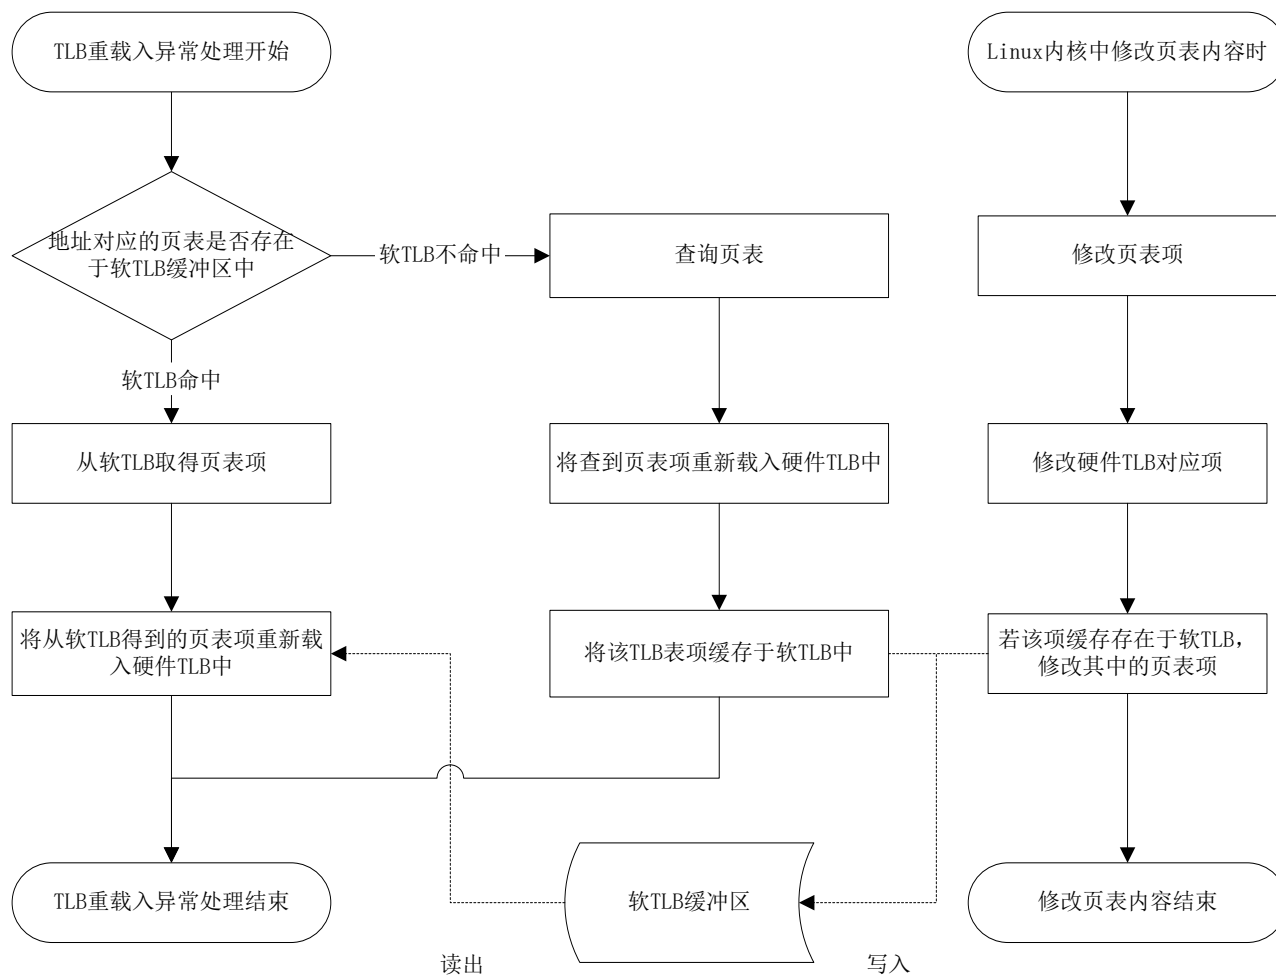 TLB重载入异常处理开始
Linux内核中修改页表内容时
地址对应的页表是否存在
于软TLB缓冲区中
软TLB不命中
查询页表
修改页表项
软TLB命中
从软TLB取得页表项
将查到页表项重新载入硬件TLB中
修改硬件TLB对应项
将从软TLB得到的页表项重新载
入硬件TLB中
将该TLB表项缓存于软TLB中
若该项缓存存在于软TLB，
修改其中的页表项
TLB重载入异常处理结束
软TLB缓冲区
修改页表内容结束
读出
写入